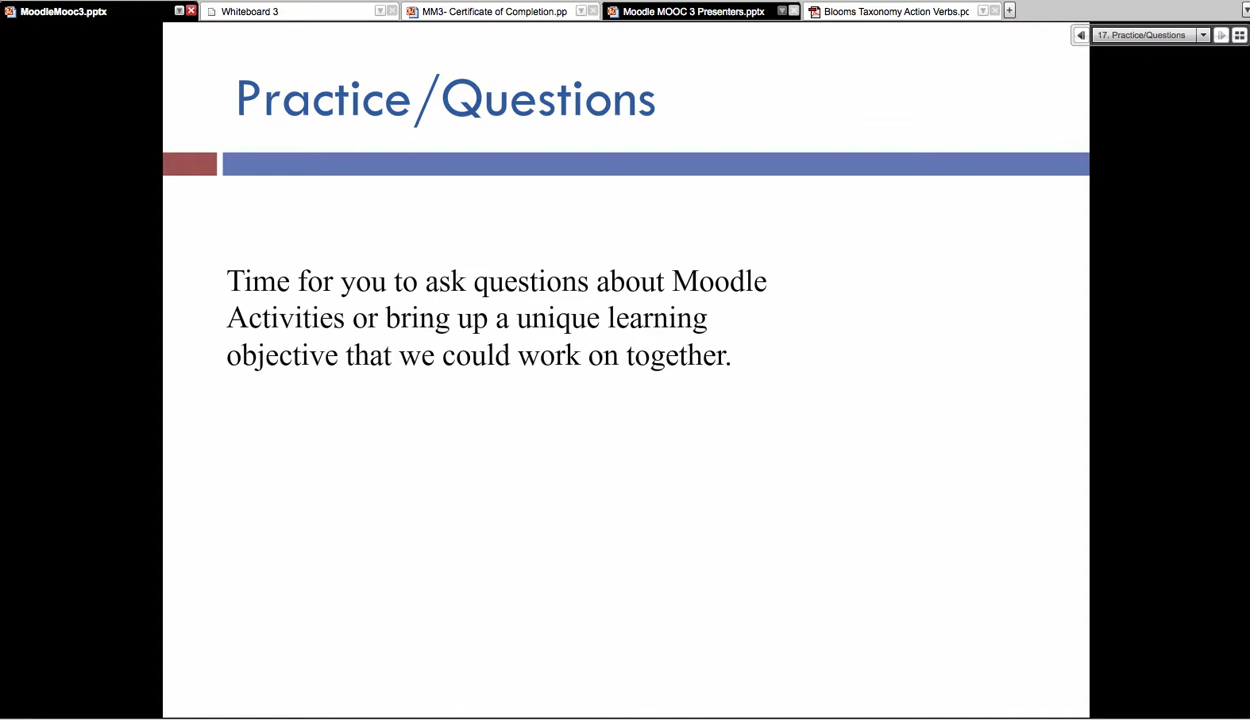 MoodleMooc3.pptx
Whiteboard 3
MM3- Certificate of Completion.pp
Moodle MOOC 3 Presenters.pptx
Blooms Taxonomy Action Verbs.pc
17. Practice/Questions
Practice/Questions
Time for you to ask questions about Moodle
Activities or bring up a unique learning
objective that we could work on together.